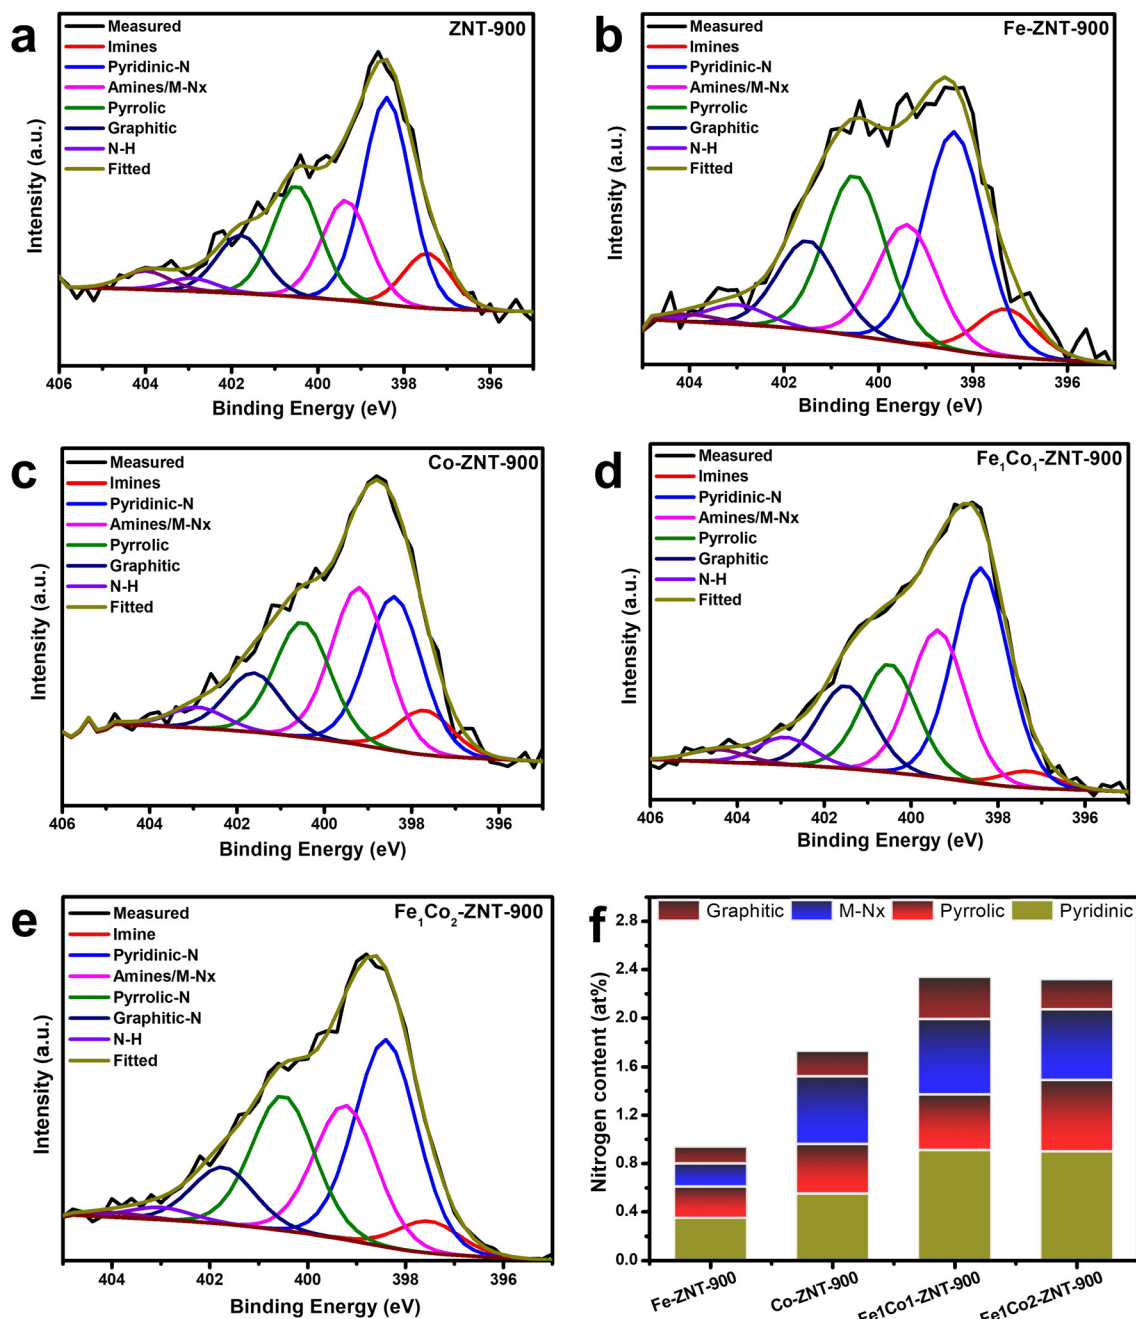 a
ZNT-900
Measured
Imines
Pyridinic-N
Amines/M-Nx
Pyrrolic
Graphitic
N-H
Fitted
Intensity (a.u.)
406 404 402 400 398 396
Binding Energy (eV)
b
Fe-ZNT-900
Measured
Imines
Pyridinic-N
Amines/M-Nx
Pyrrolic
Graphitic
N-H
Fitted
Intensity (a.u.)
404 402 400 398 396
Binding Energy (eV)
c
Co-ZNT-900
Measured
Imines
Pyridinic-N
Amines/M-Nx
Pyrrolic
Graphitic
N-H
Fitted
Intensity (a.u.)
406 404 402 400 398 396
Binding Energy (eV)
d
Fe₁Co₁-ZNT-900
Measured
Imines
Pyridinic-N
Amines/M-Nx
Pyrrolic
Graphitic
N-H
Fitted
Intensity (a.u.)
406 404 402 400 398 396
Binding Energy (eV)
e
Fe₁Co₂-ZNT-900
Measured
Imine
Pyridinic-N
Amines/M-Nx
Pyrrolic-N
Graphitic-N
N-H
Fitted
Intensity (a.u.)
404 402 400 398 396
Binding Energy (eV)
f
Graphitic M-Nx Pyrrolic Pyridinic
Nitrogen content (at%)
2.8
2.4
2.0
1.6
1.2
0.8
0.4
0.0
Fe-ZNT-900 Co-ZNT-900 Fe1Co1-ZNT-900 Fe1Co2-ZNT-900